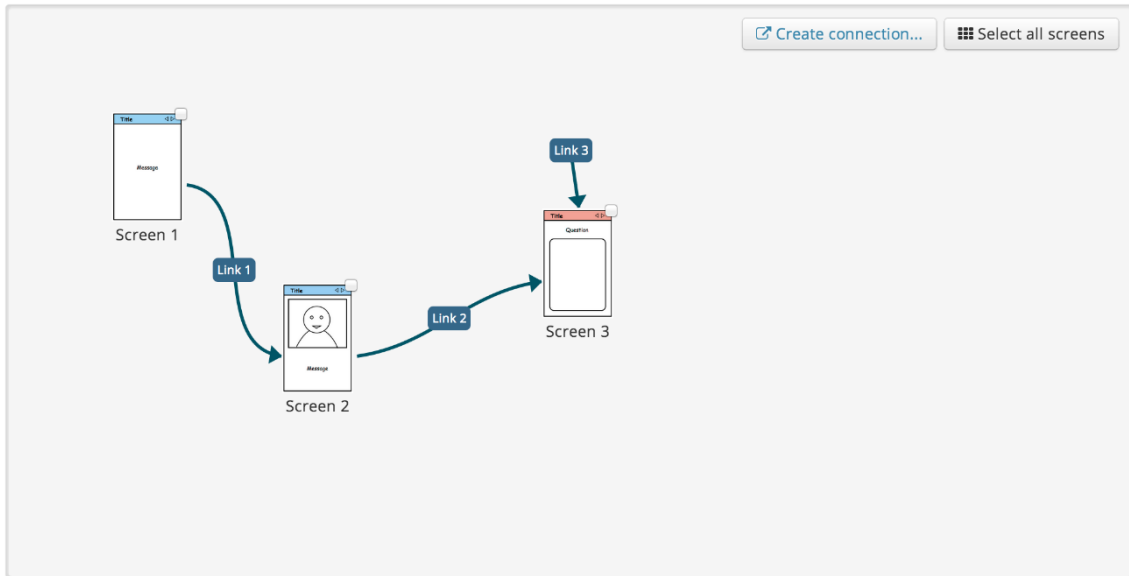 Create connection...
Select all screens
Title
Message
Screen 1
Link 3
Title
Question
Screen 3
Link 1
Link 2
Title
Message
Screen 2